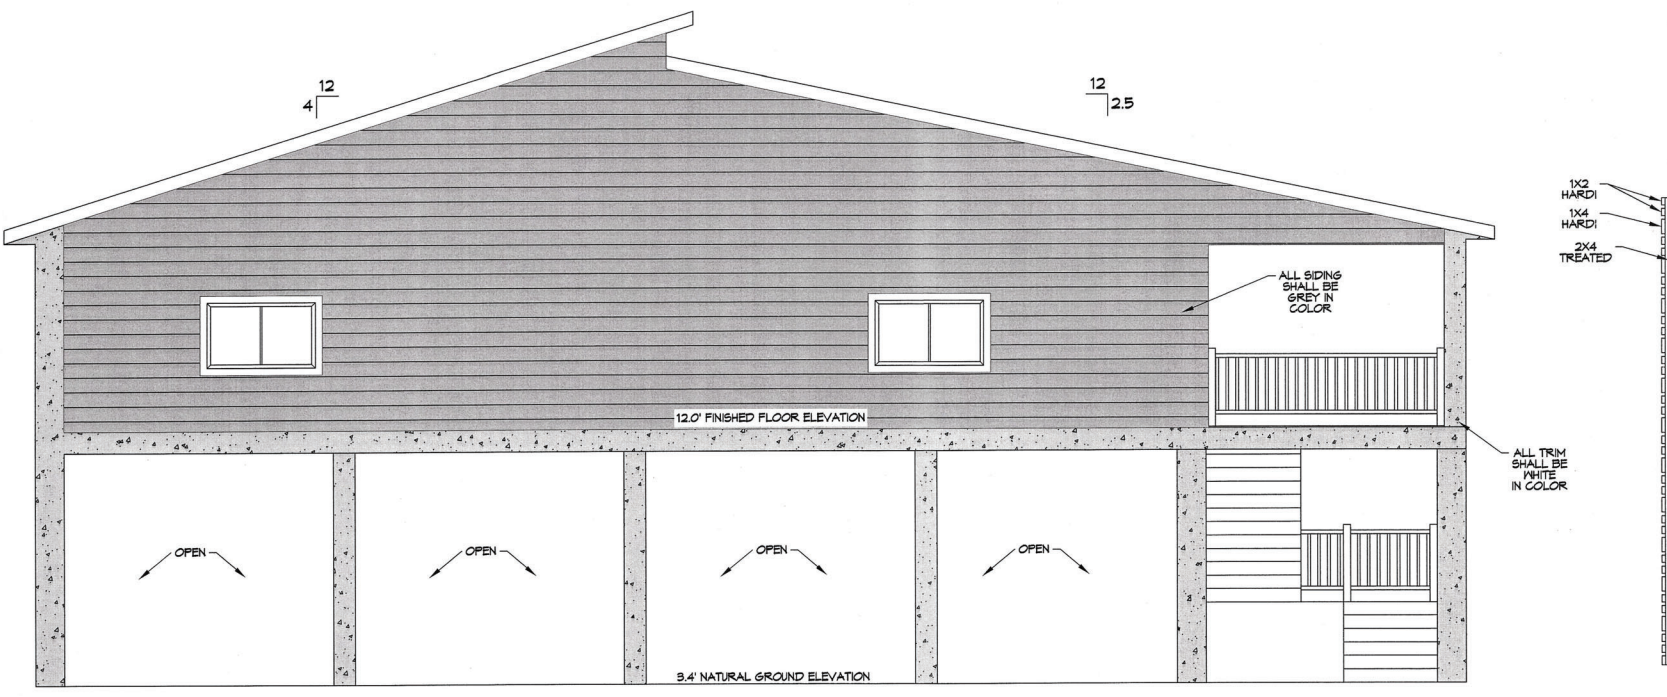 12
4
12
2.5
1X2
HARDI
1X4
HARDI
2X4
TREATED
ALL SIDING
SHALL BE
GREY IN
COLOR
12.0' FINISHED FLOOR ELEVATION
ALL TRIM
SHALL BE
WHITE
IN COLOR
OPEN
OPEN
OPEN
OPEN
3.4' NATURAL GROUND ELEVATION